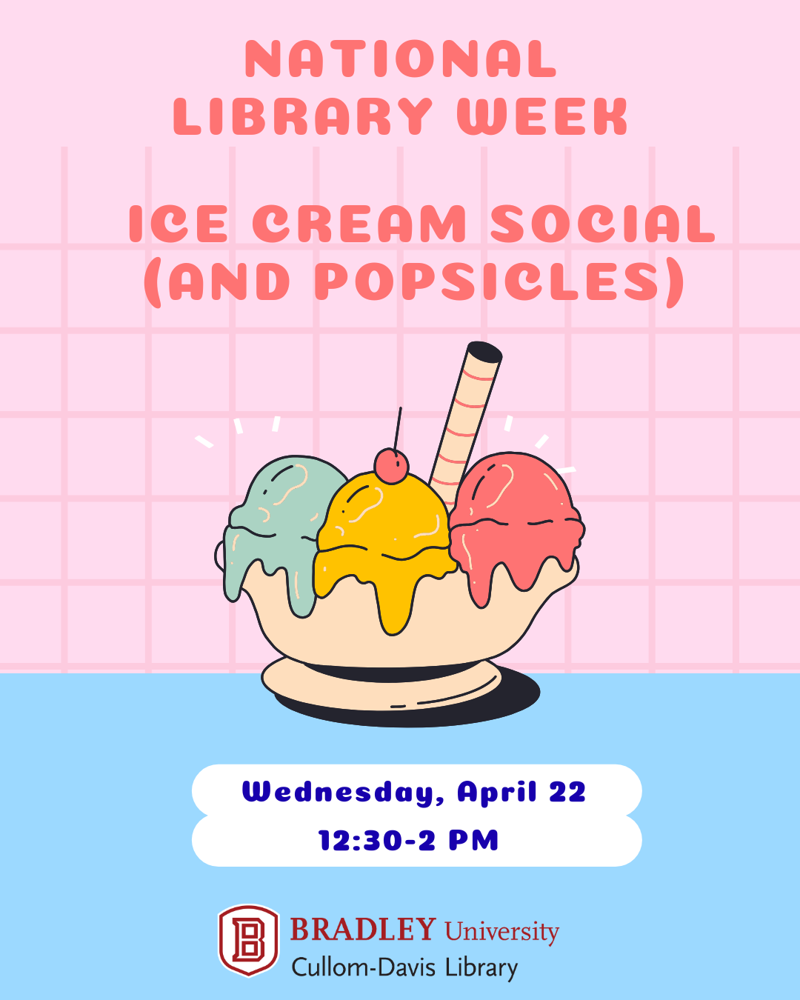 NATIONAL
LIBRARY WEEK
ICE CREAM SOCIAL
(AND POPSICLES)
Wednesday, April 22
12:30-2 PM
B BRADLEY University
Cullom-Davis Library